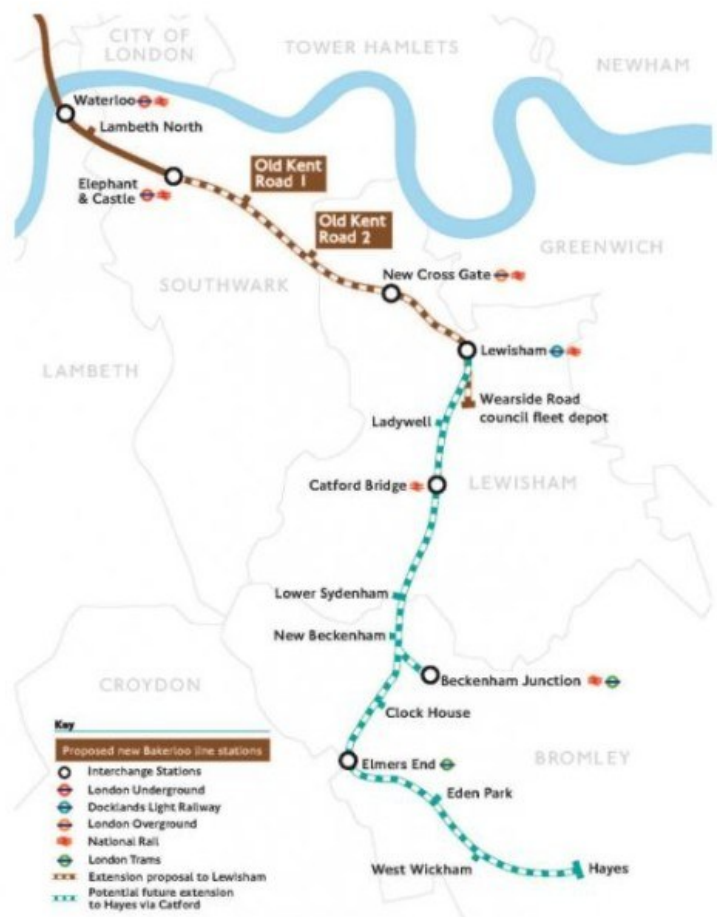 CITY OF
LONDON
TOWER HAMLETS
NEWHAM
Waterloo
Lambeth North
Elephant
& Castle
Old Kent
Road 1
Old Kent
Road 2
GREENWICH
SOUTHWARK
New Cross Gate
LAMBETH
Lewisham
Wearside Road
council fleet depot
Ladywell
Catford Bridge
LEWISHAM
Lower Sydenham
New Beckenham
CROYDON
Beckenham Junction
Clock House
Elmers End
BROMLEY
Eden Park
West Wickham
Hayes
Key
Proposed new Bakerloo line stations
Interchange Stations
London Underground
Docklands Light Railway
London Overground
National Rail
London Trams
Extension proposal to Lewisham
Potential future extension
to Hayes via Catford